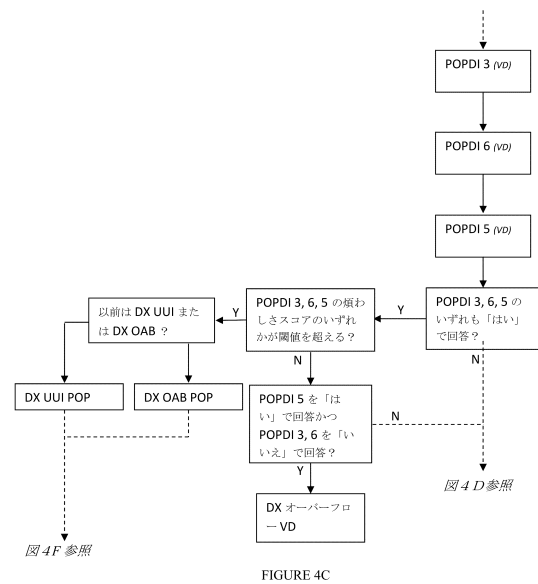 POPDI 3 (VD)
POPDI 6 (VD)
POPDI 5 (VD)
POPDI 3, 6, 5 の
いずれも「はい」
で回答？
Y
N
POPDI 3, 6, 5 の煩わ
しさスコアのいずれ
かが閾値を超える？
Y
N
以前は DX UUI また
は DX OAB ？
DX UUI POP
DX OAB POP
POPDI 5 を「は
い」で回答かつ
POPDI 3, 6 を「い
いえ」で回答？
N
Y
図 4 D参照
DX オーバーフロ
ー VD
図 4F 参照
FIGURE 4C